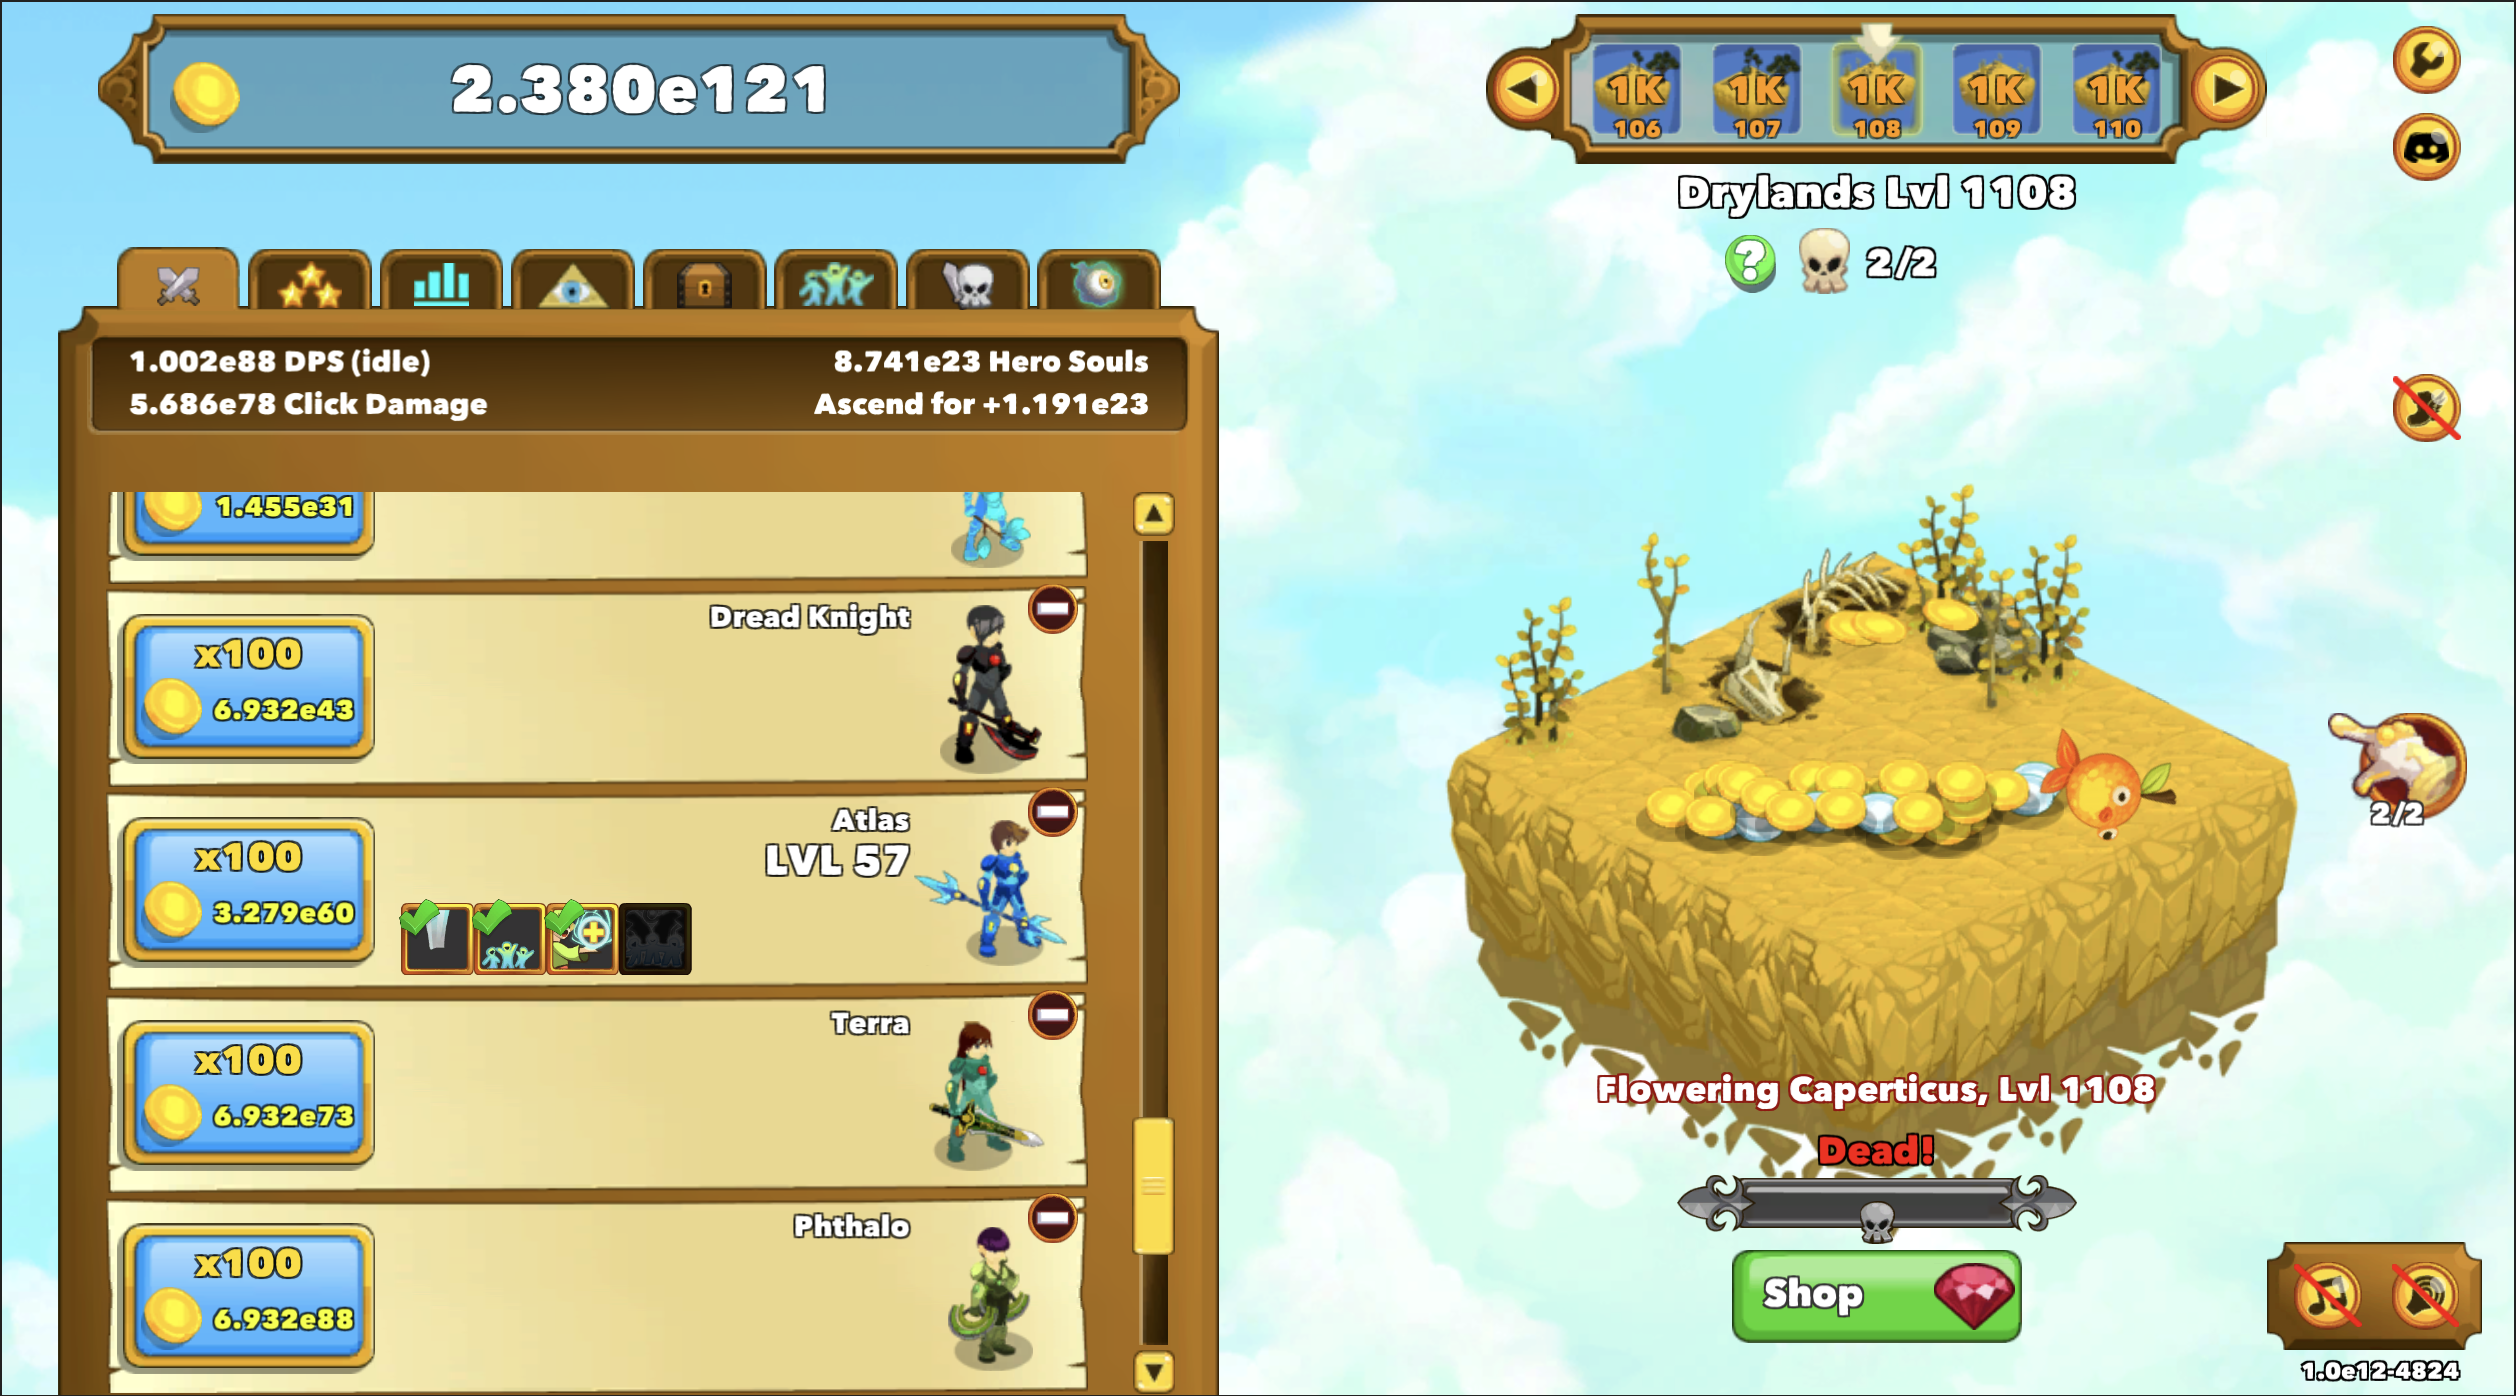 2.380e121
1K
106
1K
107
1K
108
1K
109
1K
110
Drylands Lvl 1108
?
2/2
1.002e88 DPS (idle)
8.741e23 Hero Souls
5.686e78 Click Damage
Ascend for +1.191e23
1.455e31
Dread Knight
x100
6.932e43
Atlas
LVL 57
x100
3.279e60
Terra
x100
6.932e73
Phthalo
x100
6.932e88
2/2
Flowering Caperticus, Lvl 1108
Dead!
Shop
1.0e12-4824